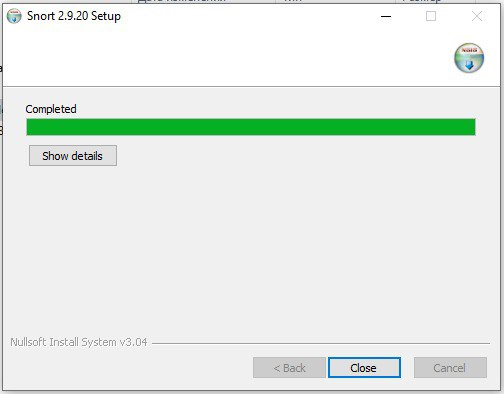 Snort 2.9.20 Setup
Completed
Show details
Nullsoft Install System v3.04
< Back
Close
Cancel